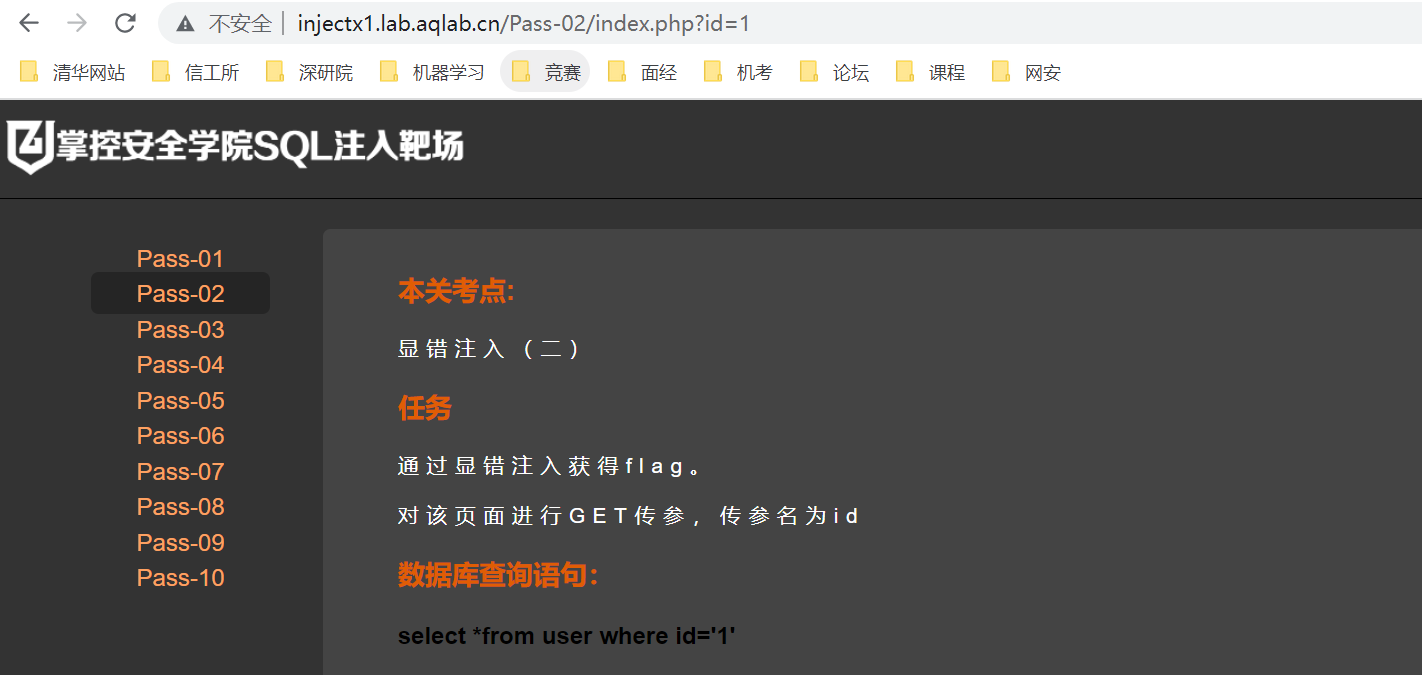 不安全 injectx1.lab.aqlab.cn/Pass-02/index.php?id=1
清华网站 信工所 深研院 机器学习 竞赛 面经 机考 论坛 课程 网安
掌控安全学院SQL注入靶场
Pass-01
Pass-02
Pass-03
Pass-04
Pass-05
Pass-06
Pass-07
Pass-08
Pass-09
Pass-10
本关考点:
显错注入（二）
任务
通过显错注入获得flag。
对该页面进行GET传参，传参名为id
数据库查询语句：
select *from user where id='1'